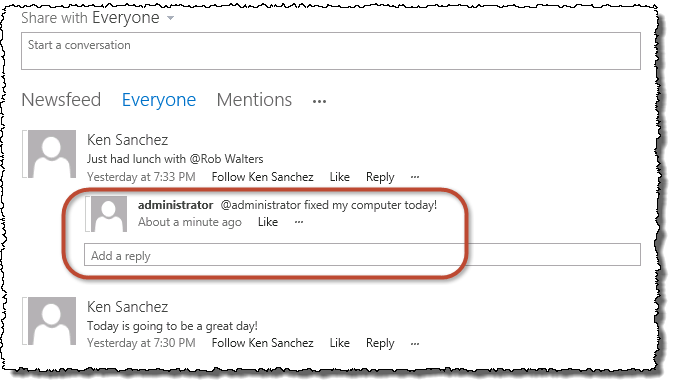 Share with Everyone
Start a conversation
Newsfeed Everyone Mentions ···
Ken Sanchez
Just had lunch with @Rob Walters
Yesterday at 7:33 PM Follow Ken Sanchez Like Reply ···
administrator @administrator fixed my computer today!
About a minute ago Like ···
Add a reply
Ken Sanchez
Today is going to be a great day!
Yesterday at 7:30 PM Follow Ken Sanchez Like Reply ···